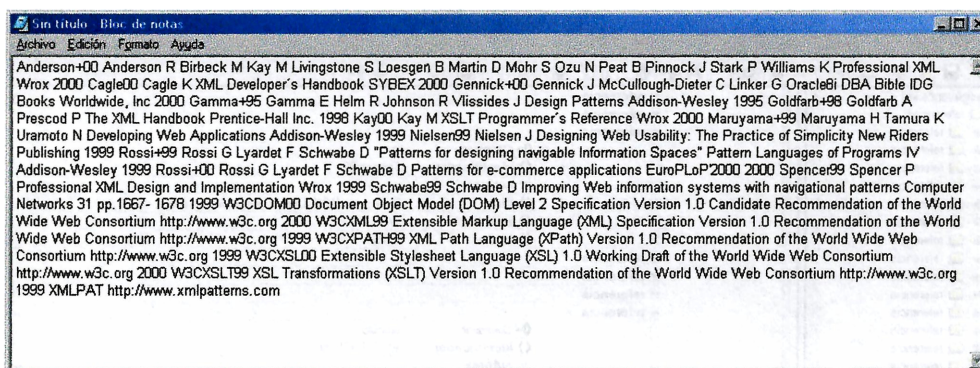 Sin título - Bloc de notas
Archivo Edición Formato Ayuda
Anderson+00 Anderson R Birbeck M Kay M Livingstone S Loesgen B Martin D Mohr S Ozu N Peat B Pinnock J Stark P Williams K Professional XML
Wrox 2000 Cagle00 Cagle K XML Developer's Handbook SYBEX 2000 Gennick+00 Gennick J McCullough-Dieter C Linker G Oracle8i DBA Bible IDG
Books Worldwide, Inc 2000 Gamma+95 Gamma E Helm R Johnson R Vlissides J Design Patterns Addison-Wesley 1995 Goldfarb+98 Goldfarb A
Prescod P The XML Handbook Prentice-Hall Inc. 1998 Kay00 Kay M XSLT Programmer's Reference Wrox 2000 Maruyama+99 Maruyama H Tamura K
Uramoto N Developing Web Applications Addison-Wesley 1999 Nielsen99 Nielsen J Designing Web Usability: The Practice of Simplicity New Riders
Publishing 1999 Rossi+99 Rossi G Lyardet F Schwabe D "Patterns for designing navigable Information Spaces" Pattern Languages of Programs IV
Addison-Wesley 1999 Rossi+00 Rossi G Lyardet F Schwabe D Patterns for e-commerce applications EuroPLoP'2000 2000 Spencer99 Spencer P
Professional XML Design and Implementation Wrox 1999 Schwabe99 Schwabe D Improving Web information systems with navigational patterns Computer
Networks 31 pp.1667- 1678 1999 W3CDOM00 Document Object Model (DOM) Level 2 Specification Version 1.0 Candidate Recommendation of the World
Wide Web Consortium http://www.w3c.org 2000 W3CXML99 Extensible Markup Language (XML) Specification Version 1.0 Recommendation of the World
Wide Web Consortium http://www.w3c.org 1999 W3CXPATH99 XML Path Language (XPath) Version 1.0 Recommendation of the World Wide Web
Consortium http://www.w3c.org 1999 W3CXSL00 Extensible Stylesheet Language (XSL) 1.0 Working Draft of the World Wide Web Consortium
http://www.w3c.org 2000 W3CXSLT99 XSL Transformations (XSLT) Version 1.0 Recommendation of the World Wide Web Consortium http://www.w3c.org
1999 XMLPAT http://www.xmlpatterns.com